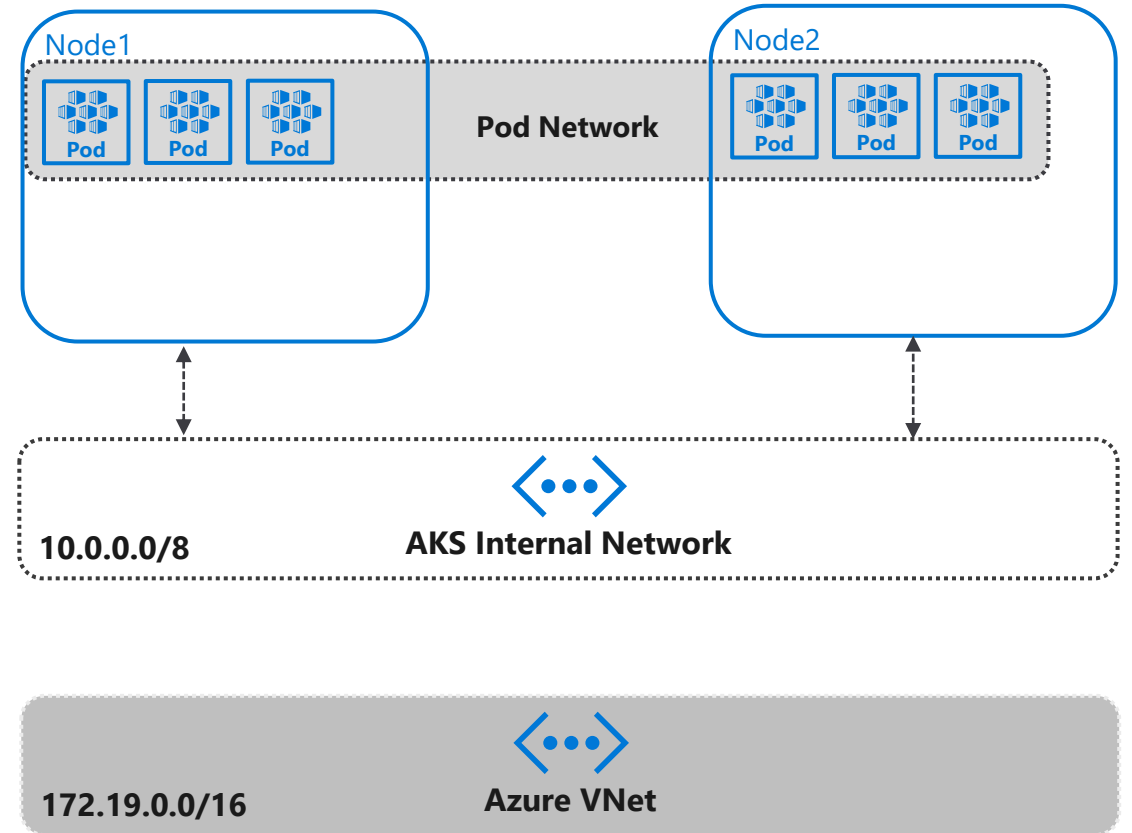 Node1
Node2
Pod
Pod
Pod
Pod Network
Pod
Pod
Pod
10.0.0.0/8
AKS Internal Network
172.19.0.0/16
Azure VNet